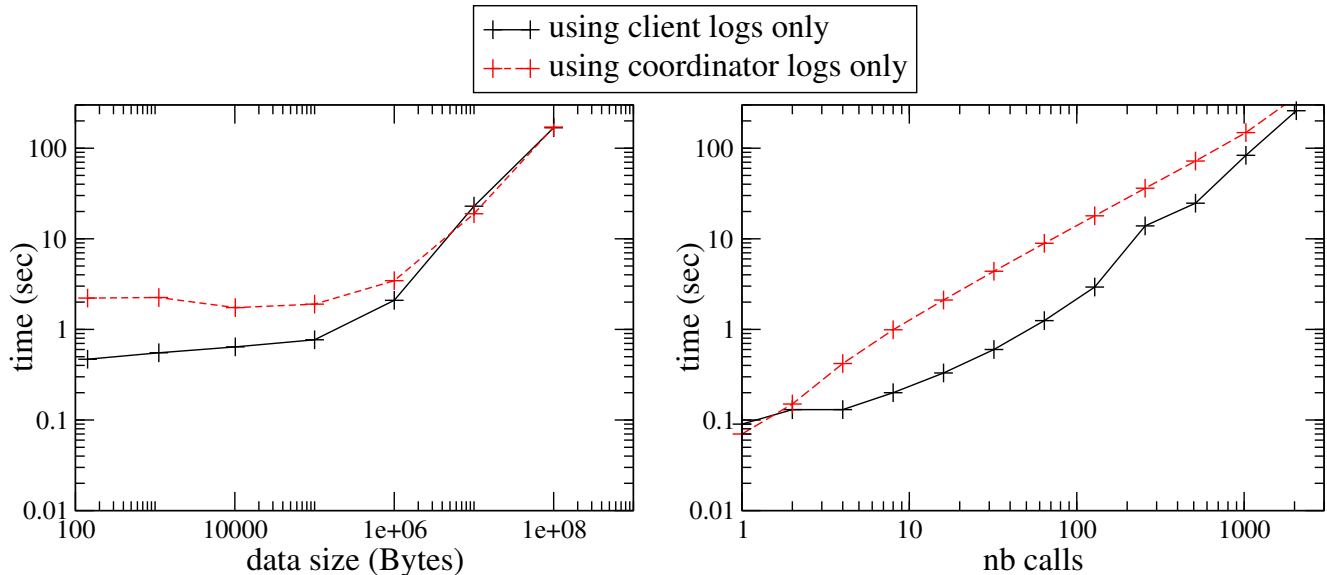 using client logs only
using coordinator logs only
time (sec)
100
10
1
0.1
0.01
100
10000
1e+06
1e+08
data size (Bytes)
time (sec)
100
10
1
0.1
0.01
1
10
100
1000
nb calls